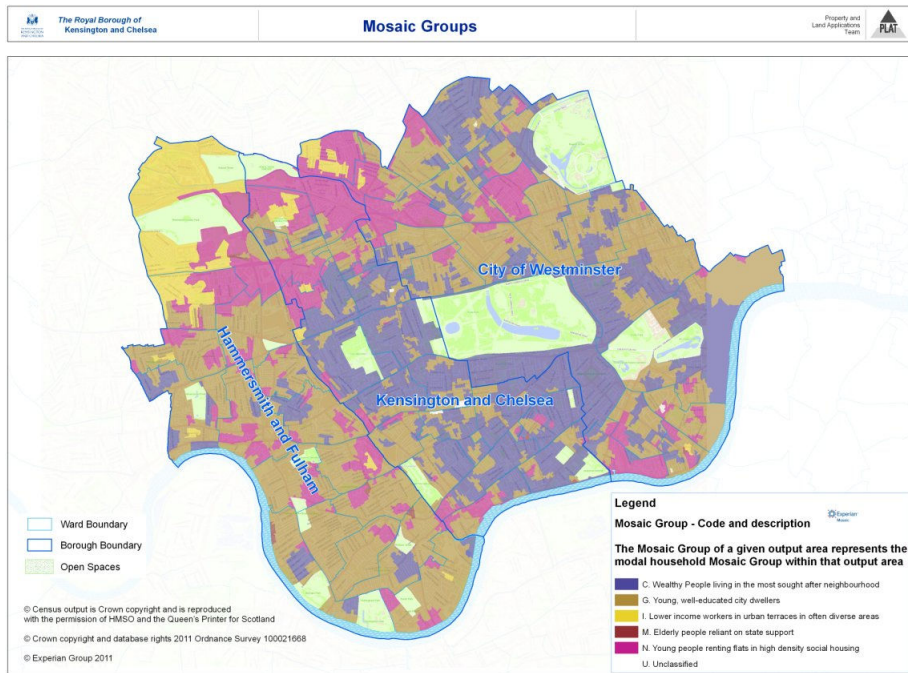 The Royal Borough of
Kensington and Chelsea
Mosaic Groups
Property and
Land Applications
Team
PLAT
City of Westminster
Hammersmith and Fulham
Kensington and Chelsea
Ward Boundary
Borough Boundary
Open Spaces
© Census output is Crown copyright and is reproduced
with the permission of HMSO and the Queen's Printer for Scotland
© Crown copyright and database rights 2011 Ordnance Survey 100021668
© Experian Group 2011
Legend
Experian
Mosaic
Mosaic Group - Code and description
The Mosaic Group of a given output area represents the
modal household Mosaic Group within that output area
C. Wealthy People living in the most sought after neighbourhood
G. Young, well-educated city dwellers
I. Lower income workers in urban terraces in often diverse areas
M. Elderly people reliant on state support
N. Young people renting flats in high density social housing
U. Unclassified